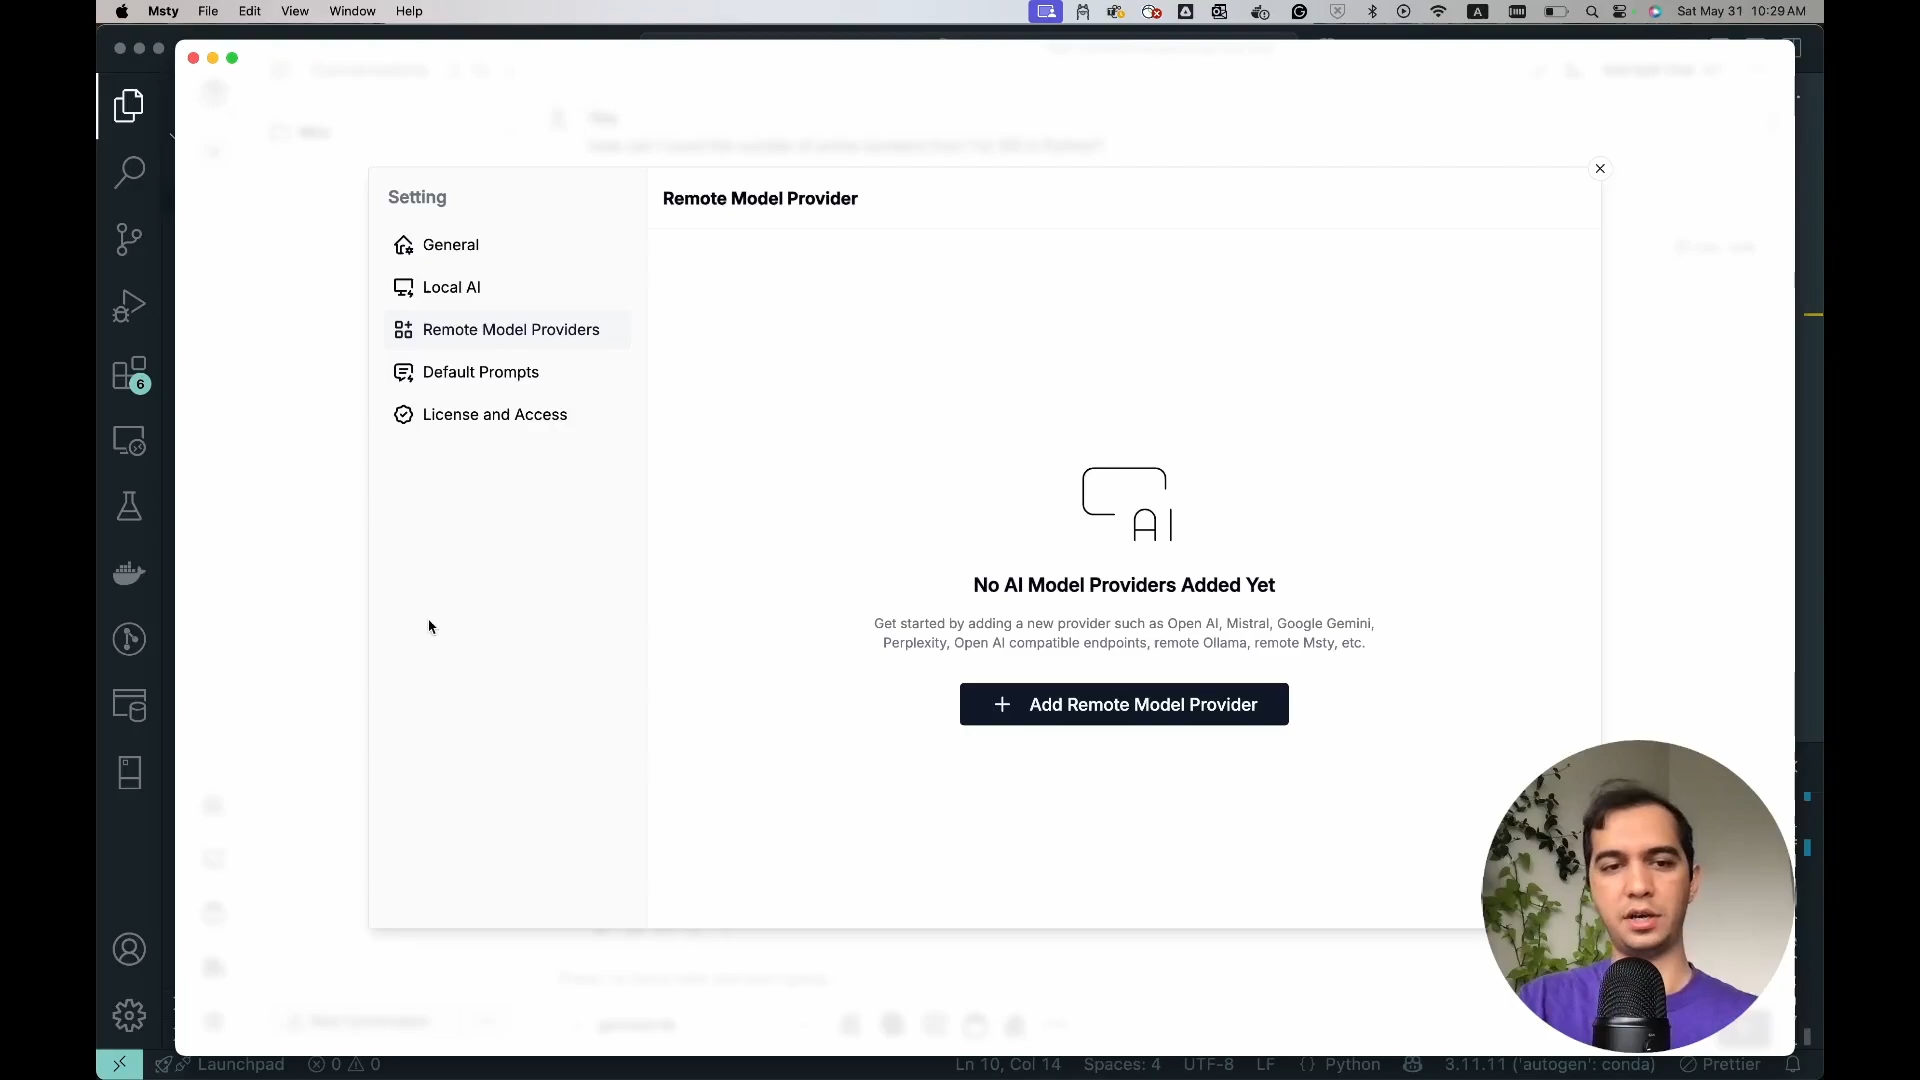 Msty File Edit View Window Help
A
Sat May 31 10:29 AM
Setting
General
Local AI
Remote Model Providers
Default Prompts
License and Access
Remote Model Provider
AI
No AI Model Providers Added Yet
Get started by adding a new provider such as Open AI, Mistral, Google Gemini,
Perplexity, Open AI compatible endpoints, remote Ollama, remote Msty, etc.
+ Add Remote Model Provider
6
Launchpad 0 0 Ln 10, Col 14 Spaces: 4 UTF-8 LF {} Python 3.11.11 ('autogen': conda) Prettier